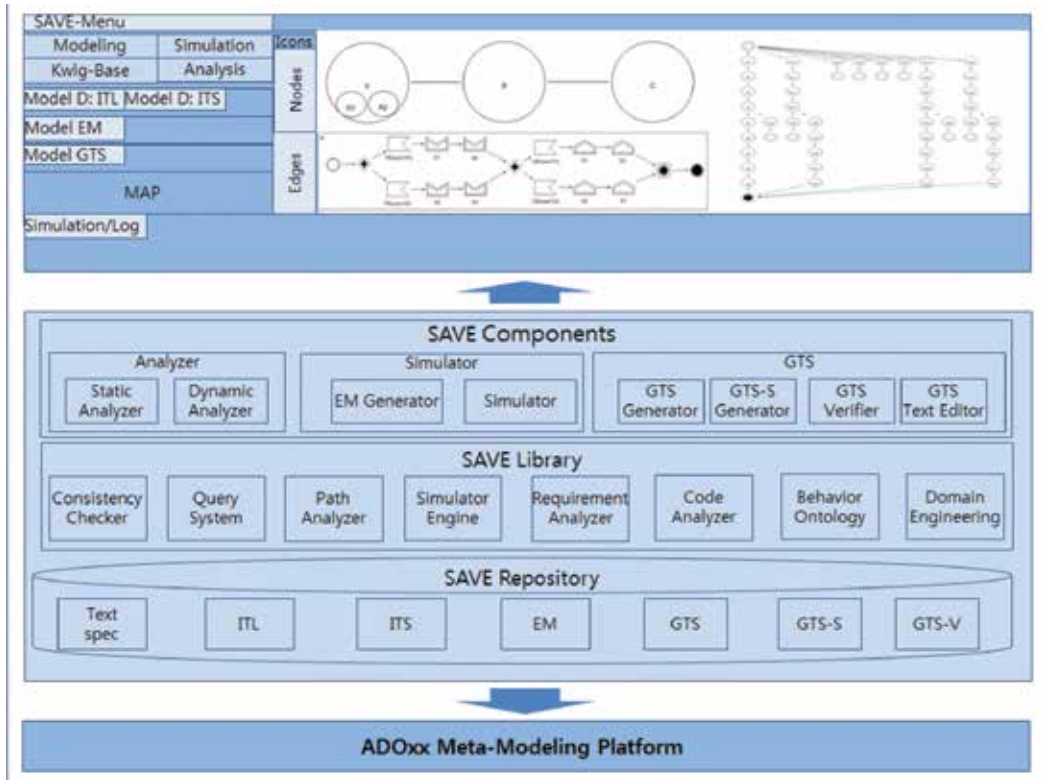 SAVE-Menu
Modeling Simulation Icons
Kwlg-Base Analysis
Nodes
Model D: ITL Model D: ITS
Model EM
Model GTS
Edges
MAP
Simulation/Log
SAVE Components
Analyzer Simulator GTS
Static Analyzer
Dynamic Analyzer
EM Generator
Simulator
GTS Generator
GTS-S Generator
GTS Verifier
GTS Text Editor
SAVE Library
Consistency Checker
Query System
Path Analyzer
Simulator Engine
Requirement Analyzer
Code Analyzer
Behavior Ontology
Domain Engineering
SAVE Repository
Text spec
ITL
ITS
EM
GTS
GTS-S
GTS-V
ADOxx Meta-Modeling Platform